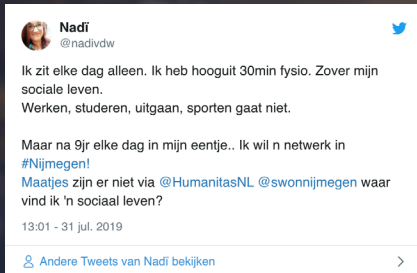 Nadï
@nadivdw
Ik zit elke dag alleen. Ik heb hooguit 30min fysio. Zover mijn
sociale leven.
Werken, studeren, uitgaan, sporten gaat niet.
Maar na 9jr elke dag in mijn eentje.. Ik wil n netwerk in
#Nijmegen!
Maatjes zijn er niet via @HumanitasNL @swonnijmegen waar
vind ik 'n sociaal leven?
13:01 - 31 jul. 2019
Andere Tweets van Nadï bekijken